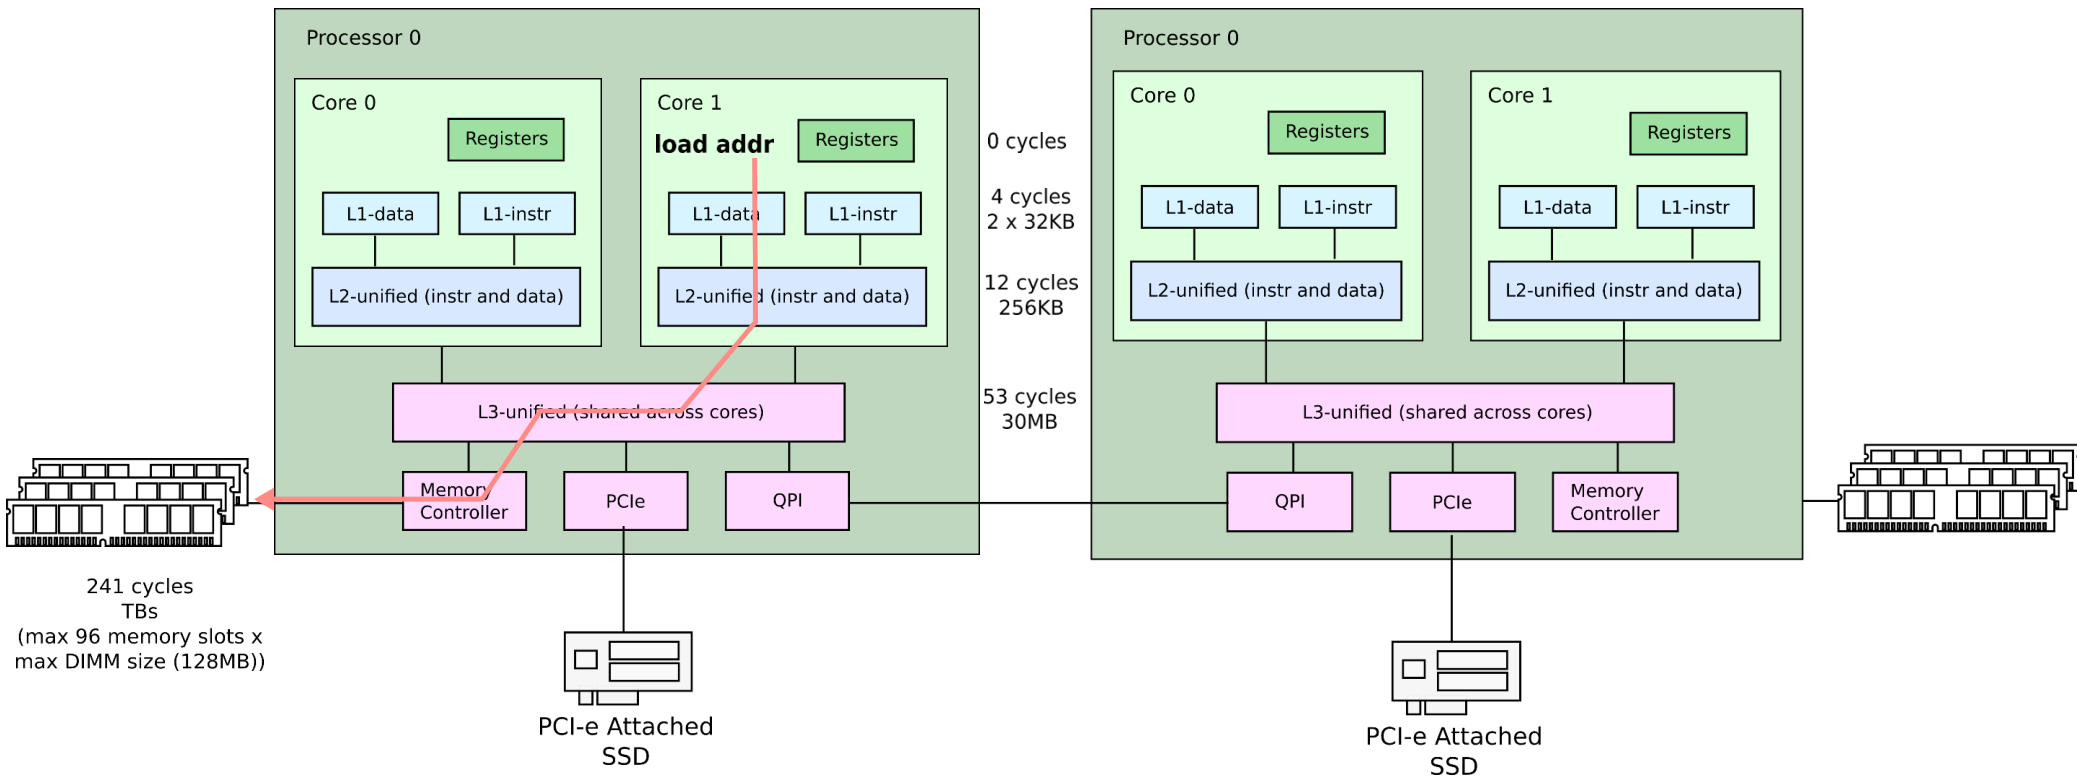 Processor 0
Core 0
Registers
L1-data
L1-instr
L2-unified (instr and data)
Core 1
load addr
Registers
L1-data
L1-instr
L2-unified (instr and data)
L3-unified (shared across cores)
Memory
Controller
PCIe
QPI
0 cycles
4 cycles
2 x 32KB
12 cycles
256KB
53 cycles
30MB
Processor 0
Core 0
Registers
L1-data
L1-instr
L2-unified (instr and data)
Core 1
Registers
L1-data
L1-instr
L2-unified (instr and data)
L3-unified (shared across cores)
QPI
PCIe
Memory
Controller
241 cycles
TBs
(max 96 memory slots x
max DIMM size (128MB))
PCI-e Attached
SSD
PCI-e Attached
SSD